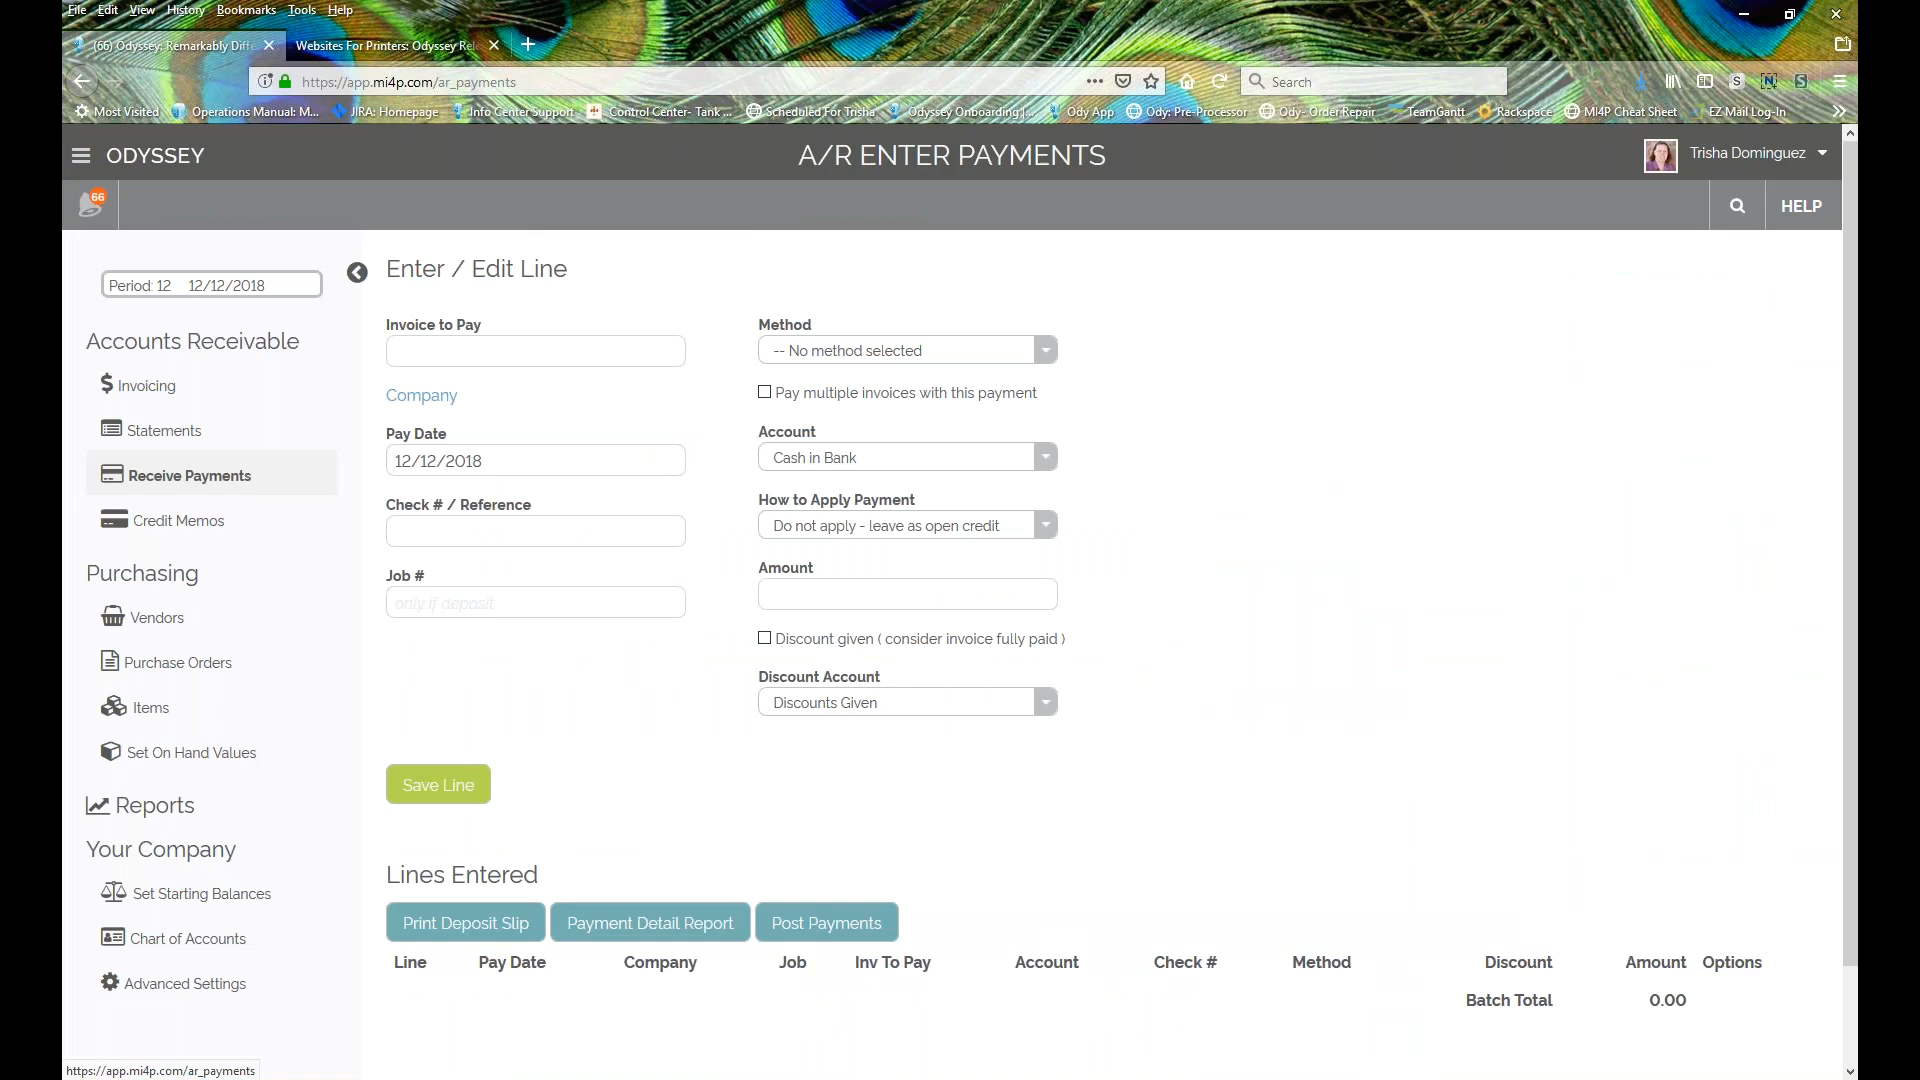 File Edit View History Bookmarks Tools Help
(66) Odyssey: Remarkably Diffe
Websites For Printers: Odyssey Rel
https://app.mi4p.com/ar_payments
Search
Most Visited Operations Manual: M... JIRA: Homepage Info Center Support Control Center- Tank ... Scheduled For Trisha Odyssey Onboarding |... Ody App Ody: Pre-Processor Ody- Order Repair TeamGantt Rackspace MI4P Cheat Sheet EZ Mail Log-In
ODYSSEY
A/R ENTER PAYMENTS
Trisha Dominguez
66
HELP
Period: 12 12/12/2018
Accounts Receivable
Invoicing
Statements
Receive Payments
Credit Memos
Purchasing
Vendors
Purchase Orders
Items
Set On Hand Values
Reports
Your Company
Set Starting Balances
Chart of Accounts
Advanced Settings
Enter / Edit Line
Invoice to Pay
Company
Pay Date
12/12/2018
Check # / Reference
Job #
only if deposit
Method
-- No method selected
Pay multiple invoices with this payment
Account
Cash in Bank
How to Apply Payment
Do not apply - leave as open credit
Amount
Discount given ( consider invoice fully paid )
Discount Account
Discounts Given
Save Line
Lines Entered
Print Deposit Slip Payment Detail Report Post Payments
Line Pay Date Company Job Inv To Pay Account Check # Method Discount Amount Options
Batch Total 0.00
https://app.mi4p.com/ar_payments